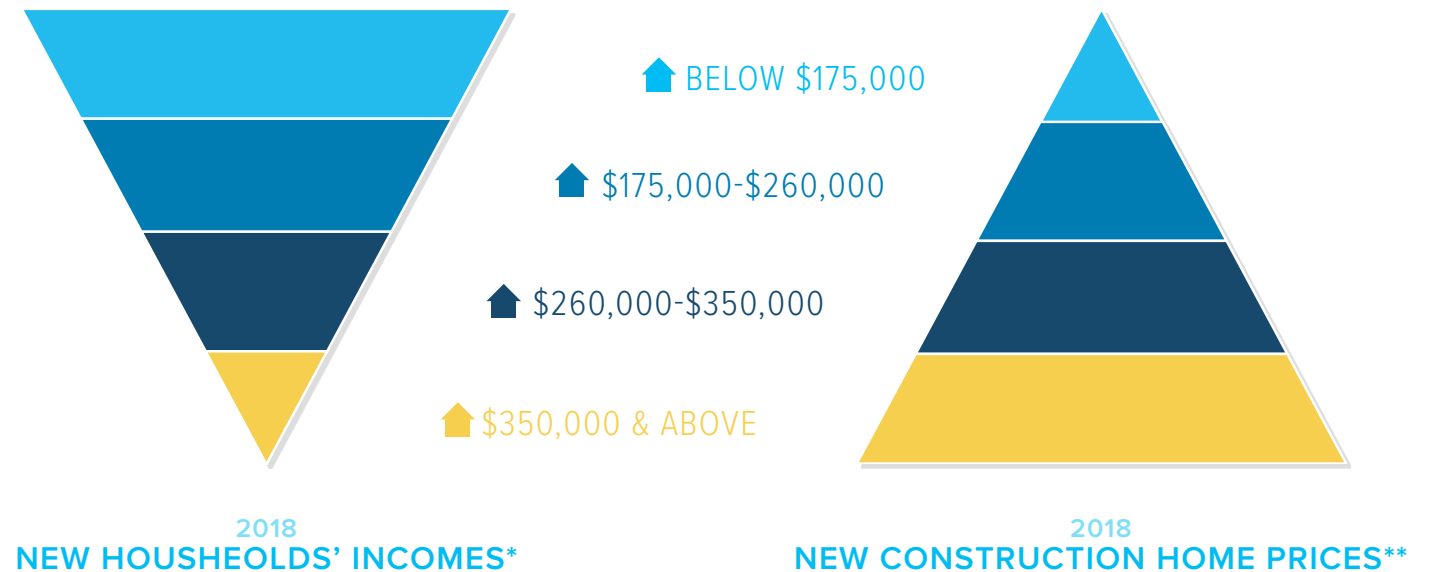 BELOW $175,000
$175,000-$260,000
$260,000-$350,000
$350,000 & ABOVE
2018
NEW HOUSHEOLDS’ INCOMES*
2018
NEW CONSTRUCTION HOME PRICES**